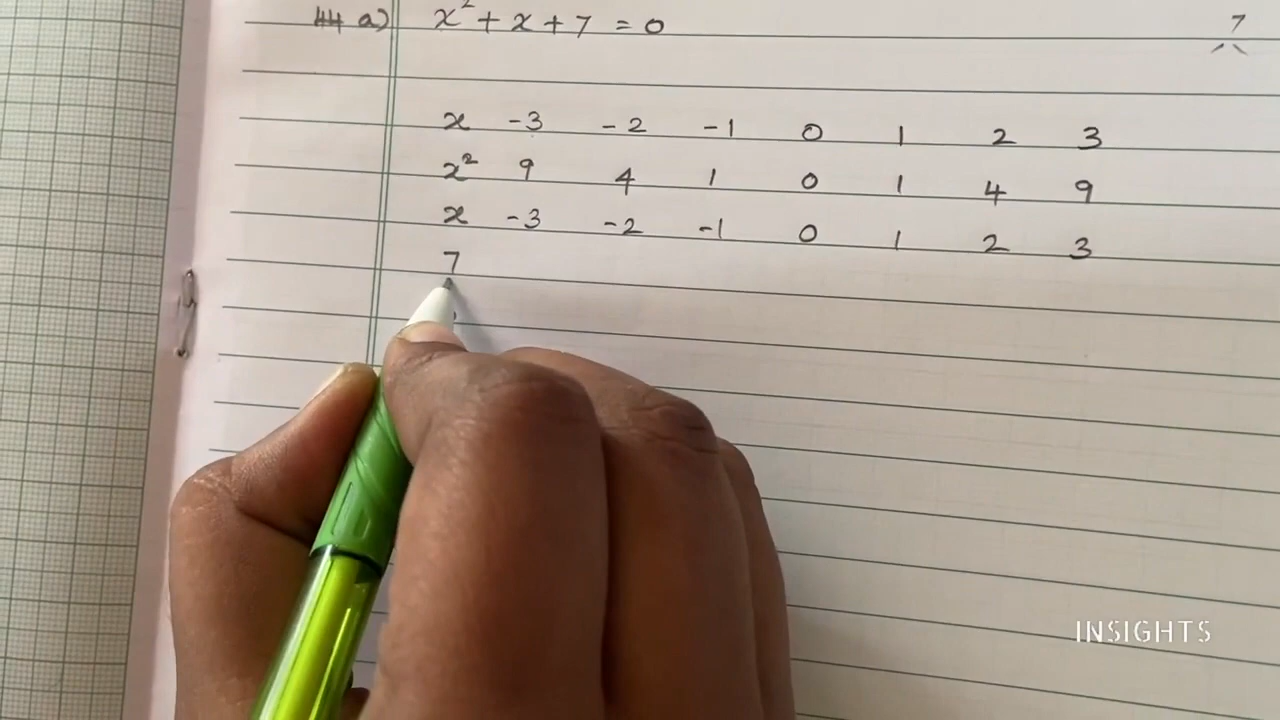 44 a) x² + x + 7 = 0
7
x -3 -2 -1 0 1 2 3
x² 9 4 1 0 1 4 9
x -3 -2 -1 0 1 2 3
7
INSIGHTS